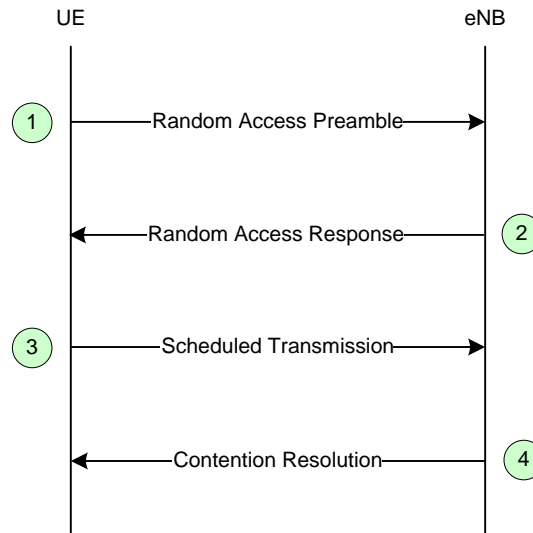 UE
eNB
1
Random Access Preamble
Random Access Response
2
3
Scheduled Transmission
Contention Resolution
4